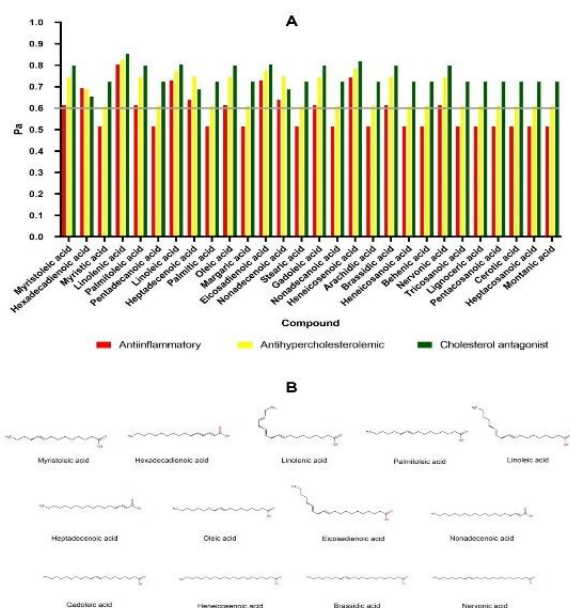 A
1.0
0.9
0.8
0.7
0.6
0.5
0.4
0.3
0.2
0.1
0.0
Pa
Myristoleic acid
Hexadecadienoic acid
Myristic acid
Linolenic acid
Palmitoleic acid
Pentadecanoic acid
Linoleic acid
Heptadecenoic acid
Palmitic acid
Oleic acid
Margaric acid
Eicosadienoic acid
Nonadecenoic acid
Stearic acid
Gadoleic acid
Nonadecanoic acid
Heneicosenoic acid
Arachidic acid
Brassidic acid
Heneicosanoic acid
Behenic acid
Nervonic acid
Tricosanoic acid
Lignoceric acid
Pentacosanoic acid
Cerotic acid
Heptacosanoic acid
Montanic acid
Compound
Antiinflammatory Antihypercholesterolemic Cholesterol antagonist
B
Myristoleic acid Hexadecadienoic acid Linolenic acid Palmitoleic acid Linoleic acid
Heptadecenoic acid Oleic acid Eicosadienoic acid Nonadecenoic acid
Gadoleic acid Heneicosenoic acid Brassidic acid Nervonic acid